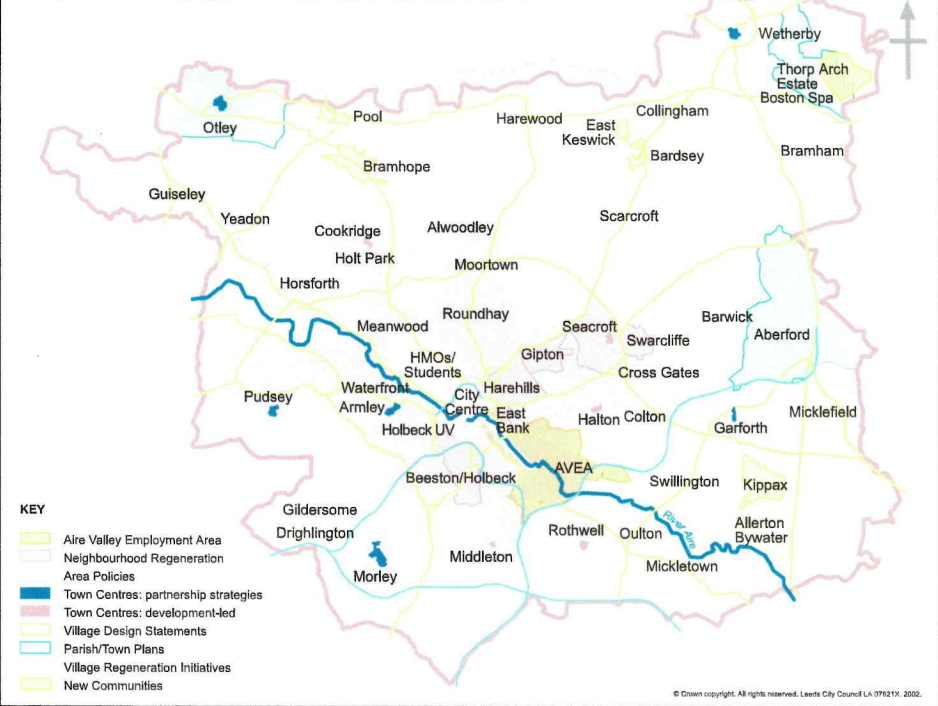 Wetherby
Thorp Arch
Estate
Boston Spa
Otley
Pool
Harewood
Collingham
East
Keswick
Bramhope
Bardsey
Bramham
Guiseley
Yeadon
Scarcroft
Cookridge
Alwoodley
Holt Park
Moortown
Horsforth
Roundhay
Meanwood
Seacroft
Barwick
Swarcliffe
Aberford
HMOs/
Students
Gipton
Cross Gates
Waterfront
Harehills
Pudsey
Armley
City
Centre
East
Bank
Halton
Colton
Micklefield
Garforth
Holbeck UV
AVEA
Beeston/Holbeck
Swillington
Kippax
Gildersome
Drighlington
Rothwell
Oulton
River Aire
Allerton
Bywater
Middleton
Mickletown
Morley
KEY
Aire Valley Employment Area
Neighbourhood Regeneration
Area Policies
Town Centres: partnership strategies
Town Centres: development-led
Village Design Statements
Parish/Town Plans
Village Regeneration Initiatives
New Communities
© Crown copyright. All rights reserved. Leeds City Council LA 07621X. 2002.